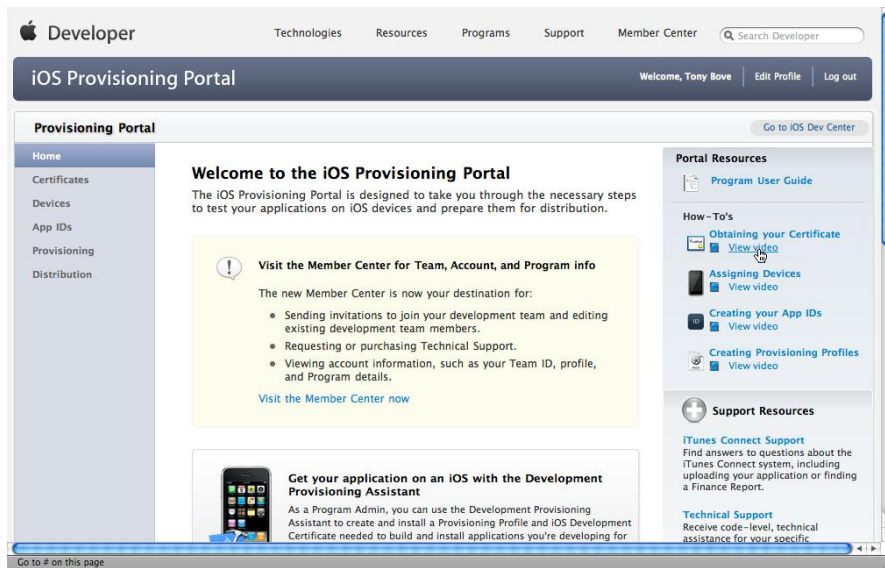 Developer
Technologies Resources Programs Support Member Center Search Developer
iOS Provisioning Portal
Welcome, Tony Bove Edit Profile Log out
Provisioning Portal
Go to iOS Dev Center
Home
Certificates
Devices
App IDs
Provisioning
Distribution
Welcome to the iOS Provisioning Portal
The iOS Provisioning Portal is designed to take you through the necessary steps
to test your applications on iOS devices and prepare them for distribution.
Visit the Member Center for Team, Account, and Program info
The new Member Center is now your destination for:
• Sending invitations to join your development team and editing
existing development team members.
• Requesting or purchasing Technical Support.
• Viewing account information, such as your Team ID, profile,
and Program details.
Visit the Member Center now
Get your application on an iOS with the Development
Provisioning Assistant
As a Program Admin, you can use the Development Provisioning
Assistant to create and install a Provisioning Profile and iOS Development
Certificate needed to build and install applications you're developing for
Portal Resources
Program User Guide
How-To's
Obtaining your Certificate
View video
Assigning Devices
View video
Creating your App IDs
View video
Creating Provisioning Profiles
View video
Support Resources
iTunes Connect Support
Find answers to questions about the
iTunes Connect system, including
uploading your application or finding
a Finance Report.
Technical Support
Receive code-level, technical
assistance for your specific
Go to # on this page